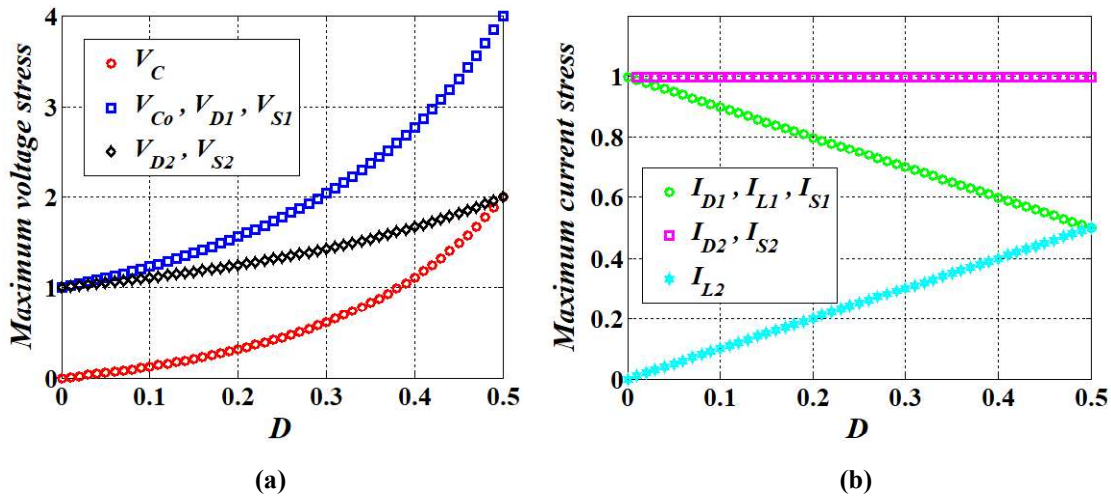 Maximum voltage stress
4
3
2
1
0
V_C
V_Co , V_D1 , V_S1
V_D2 , V_S2
0 0.1 0.2 0.3 0.4 0.5
D
(a)
Maximum current stress
1
0.8
0.6
0.4
0.2
0
I_D1 , I_L1 , I_S1
I_D2 , I_S2
I_L2
0 0.1 0.2 0.3 0.4 0.5
D
(b)